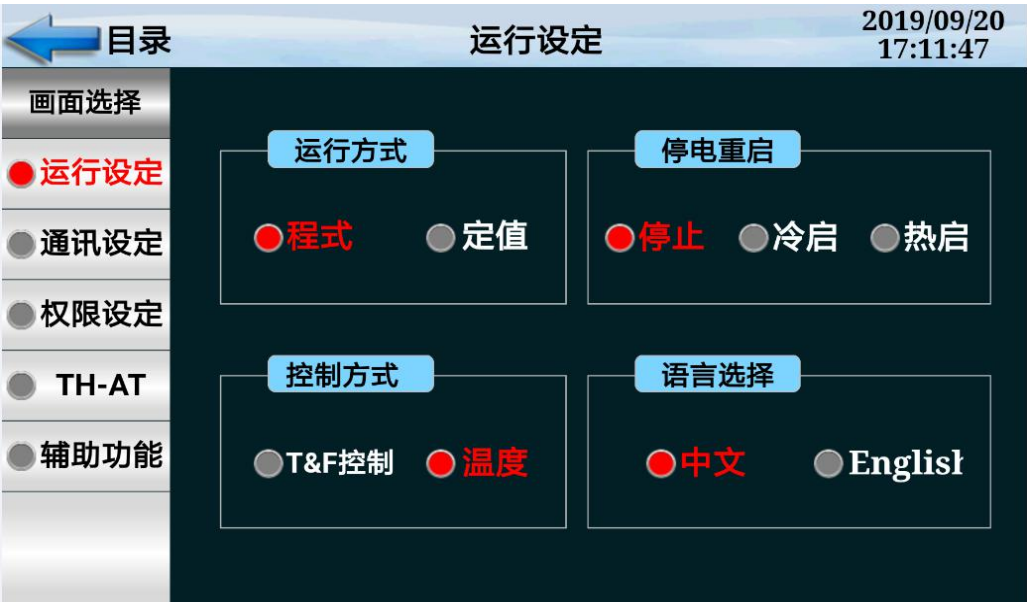 目录
运行设定
2019/09/20
17:11:47
画面选择
运行设定
通讯设定
权限设定
TH-AT
辅助功能
运行方式
程式 定值
停电重启
停止 冷启 热启
控制方式
T&F控制 温度
语言选择
中文 English